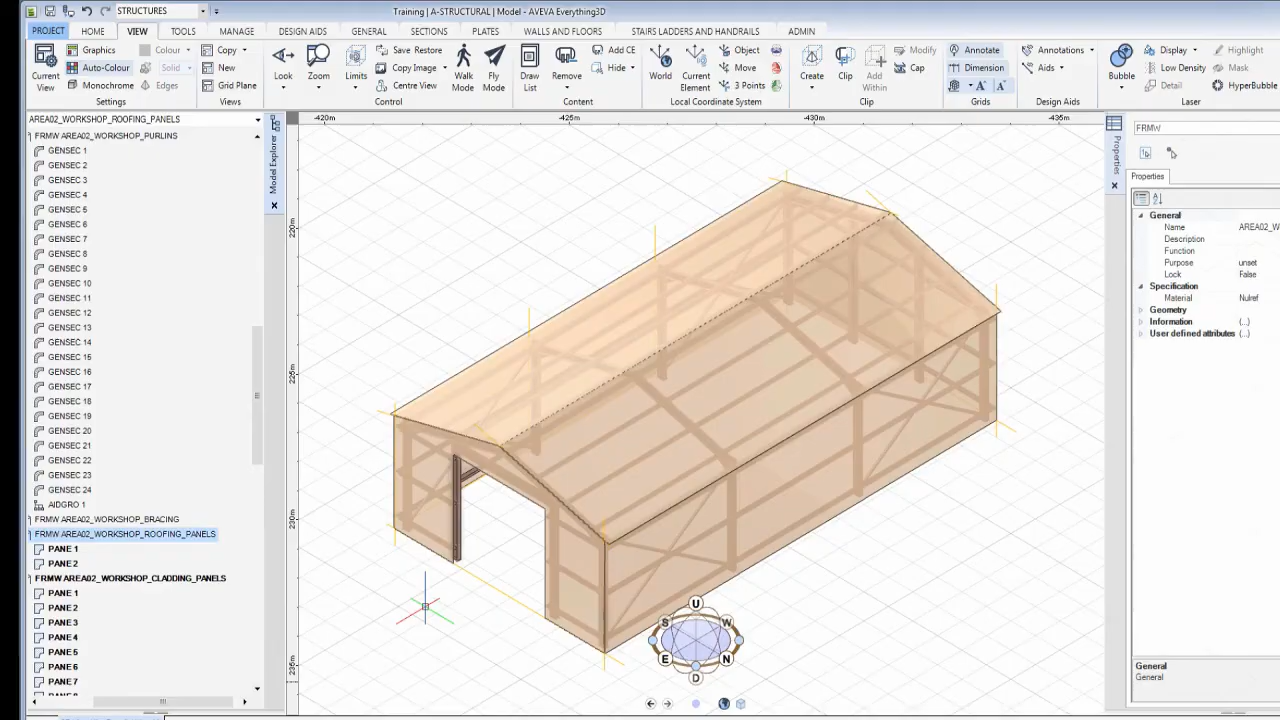 STRUCTURES
Training | A-STRUCTURAL | Model - AVEVA Everything3D
PROJECT HOME VIEW TOOLS MANAGE DESIGN AIDS GENERAL SECTIONS PLATES WALLS AND FLOORS STAIRS LADDERS AND HANDRAILS ADMIN
Current View
Graphics
Auto-Colour
Monochrome
Colour
Solid
Edges
Settings
Copy
New
Grid Plane
Views
Look
Zoom
Limits
Save Restore
Copy Image
Centre View
Walk Mode
Fly Mode
Control
Draw List
Remove
Add CE
Hide
Content
World
Current Element
Object
Move
3 Points
Local Coordinate System
Create
Clip
Add Within
Modify
Cap
Clip
Annotate
Dimension
Grids
Annotations
Aids
Design Aids
Bubble
Display
Low Density
Detail
Highlight
Mask
HyperBubble
Laser
AREA02_WORKSHOP_ROOFING_PANELS
FRMW AREA02_WORKSHOP_PURLINS
GENSEC 1
GENSEC 2
GENSEC 3
GENSEC 4
GENSEC 5
GENSEC 6
GENSEC 7
GENSEC 8
GENSEC 9
GENSEC 10
GENSEC 11
GENSEC 12
GENSEC 13
GENSEC 14
GENSEC 15
GENSEC 16
GENSEC 17
GENSEC 18
GENSEC 19
GENSEC 20
GENSEC 21
GENSEC 22
GENSEC 23
GENSEC 24
AIDGRO 1
FRMW AREA02_WORKSHOP_BRACING
FRMW AREA02_WORKSHOP_ROOFING_PANELS
PANE 1
PANE 2
FRMW AREA02_WORKSHOP_CLADDING_PANELS
PANE 1
PANE 2
PANE 3
PANE 4
PANE 5
PANE 6
PANE 7
Model Explorer
-420m -425m -430m -435m
220m
225m
230m
235m
U
S W
E N
D
Properties
FRMW
Properties
General
Name AREA02_W
Description
Function
Purpose unset
Lock False
Specification
Material Nulref
Geometry
Information (...)
User defined attributes (...)
General
General